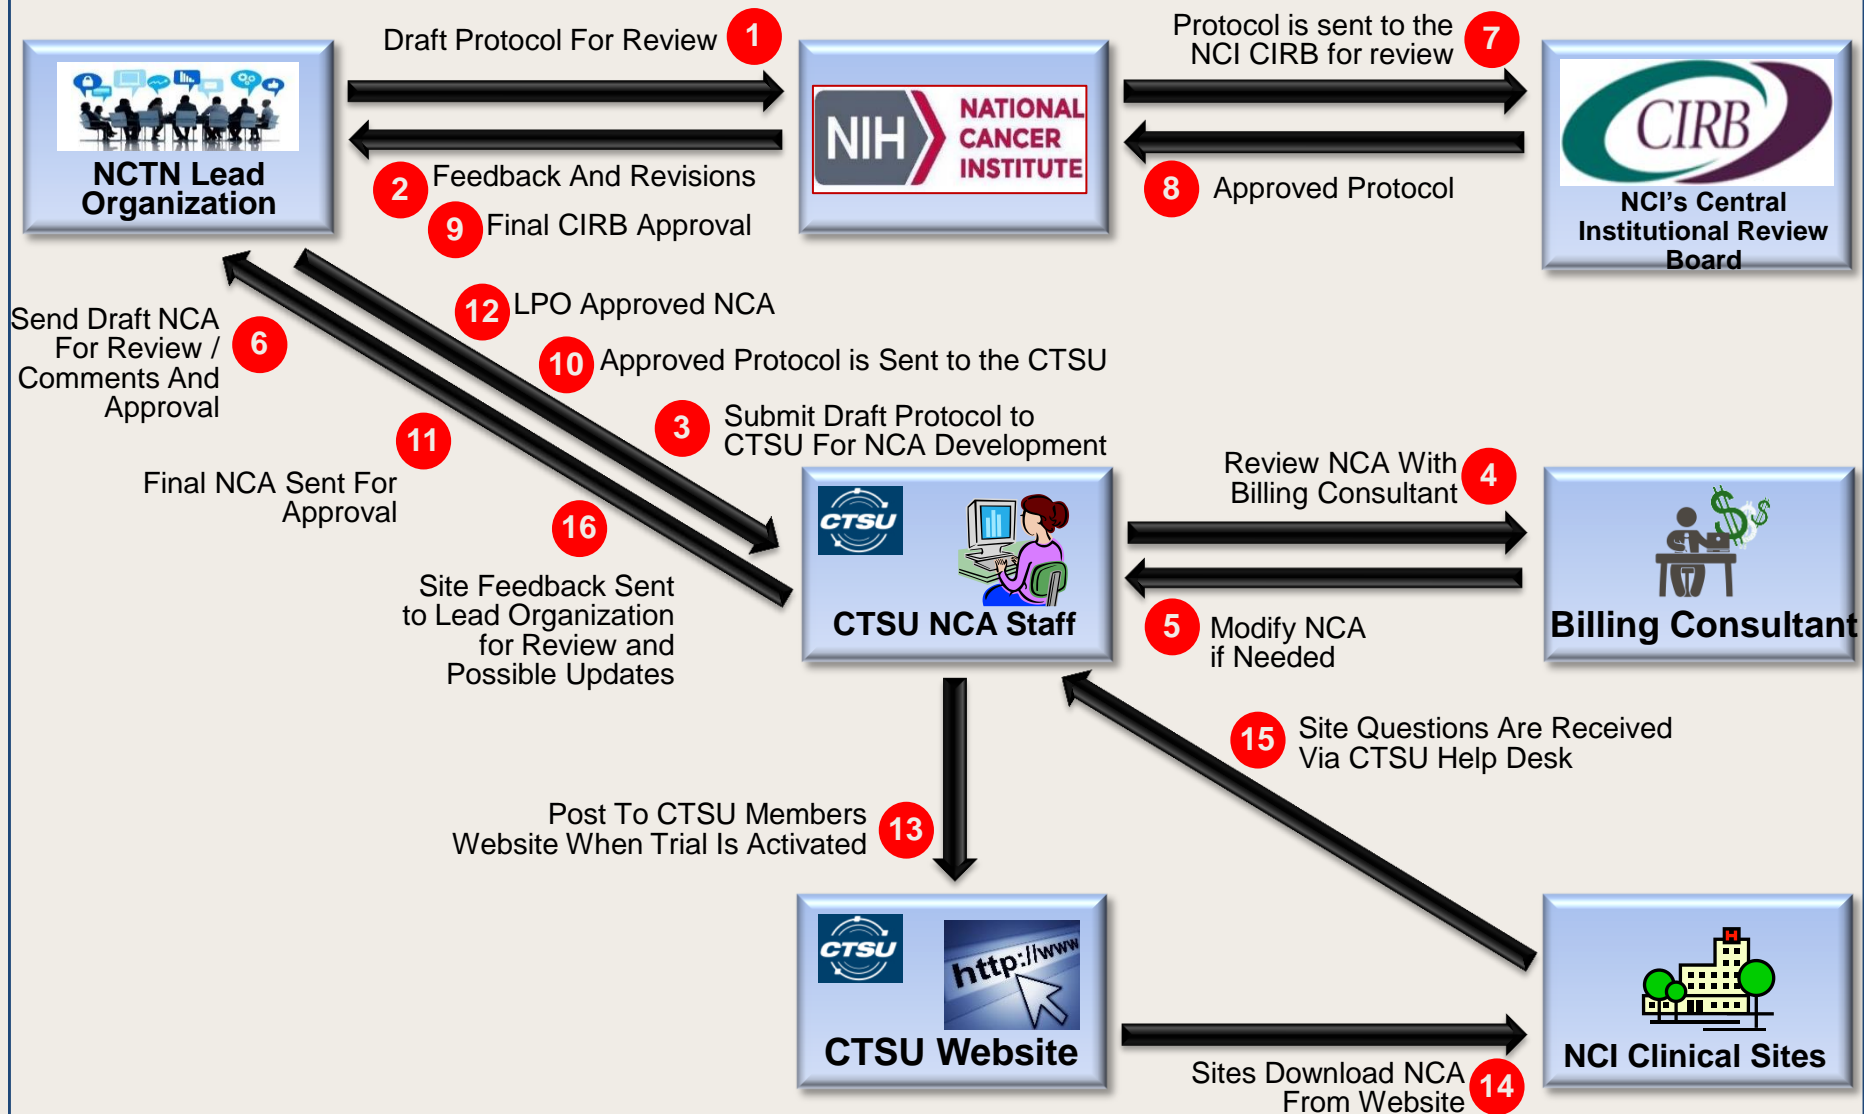 Draft Protocol For Review
1
Protocol is sent to the
NCI CIRB for review
7
NCTN Lead
Organization
NIH
NATIONAL
CANCER
INSTITUTE
CIRB
NCI's Central
Institutional Review
Board
2
Feedback And Revisions
9
Final CIRB Approval
8
Approved Protocol
Send Draft NCA
For Review /
Comments And
Approval
6
12
LPO Approved NCA
10
Approved Protocol is Sent to the CTSU
3
Submit Draft Protocol to
CTSU For NCA Development
11
Final NCA Sent For
Approval
16
Site Feedback Sent
to Lead Organization
for Review and
Possible Updates
CTSU
CTSU NCA Staff
Review NCA With
Billing Consultant
4
5
Modify NCA
if Needed
$
$
$
Billing Consultant
15
Site Questions Are Received
Via CTSU Help Desk
Post To CTSU Members
Website When Trial Is Activated
13
CTSU
http://www
CTSU Website
Sites Download NCA
From Website
14
H
NCI Clinical Sites